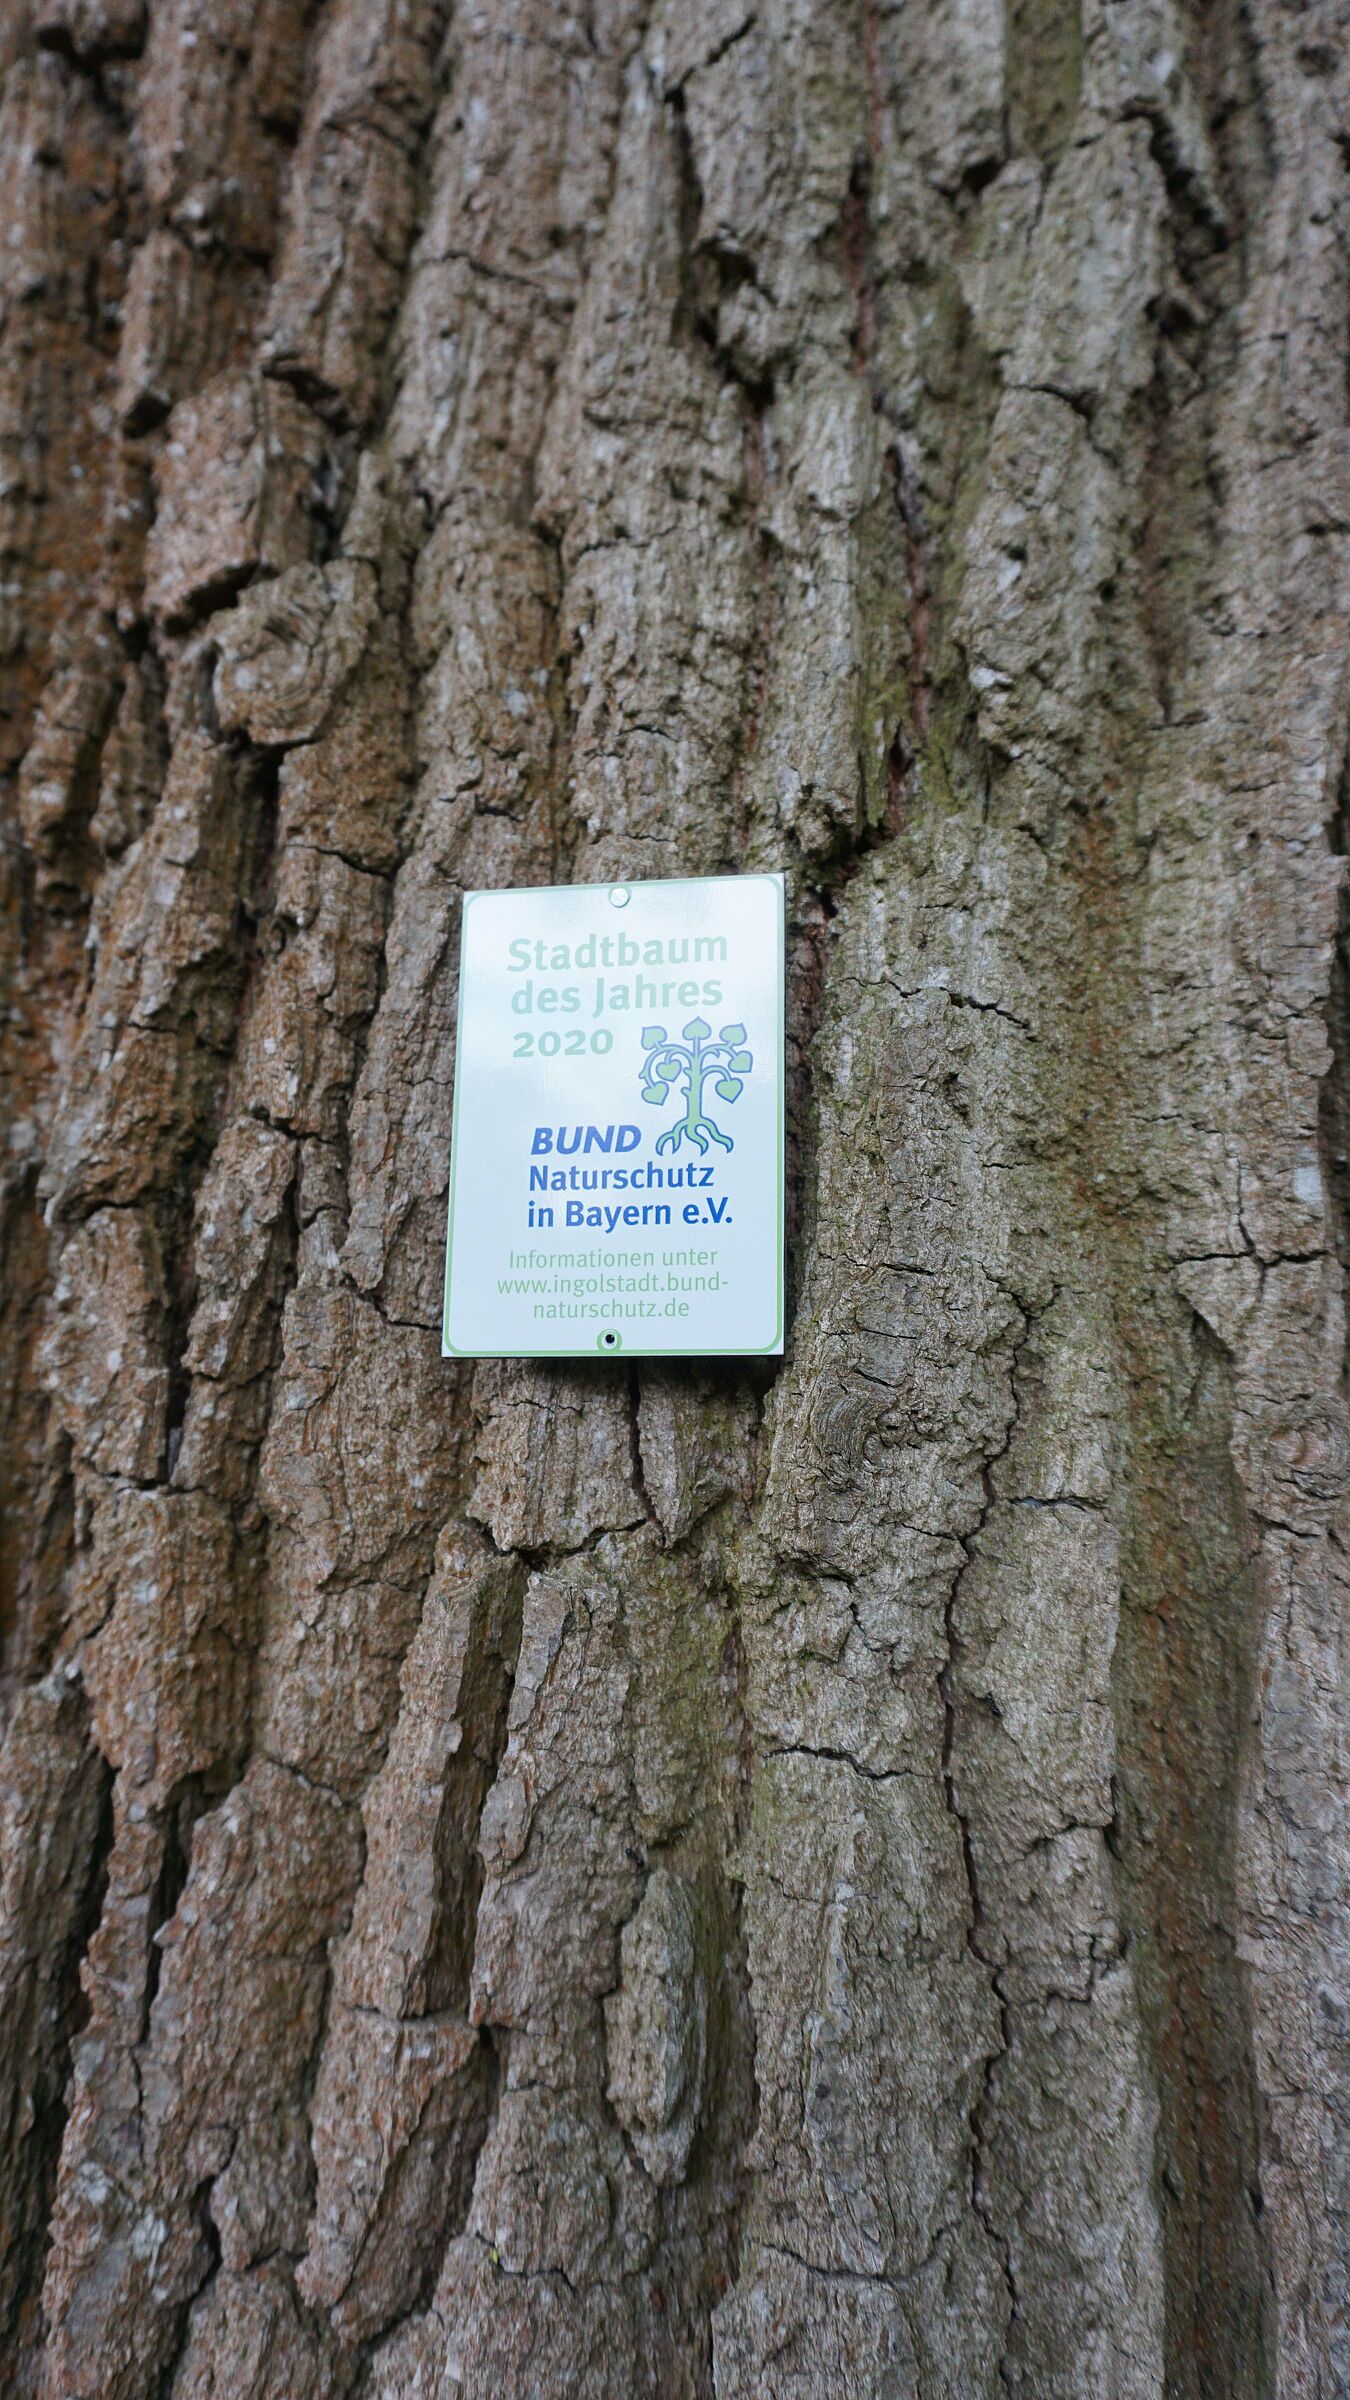 Stadtbaum
des Jahres
2020
BUND
Naturschutz
in Bayern e.V.
Informationen unter
www.ingolstadt.bund-
naturschutz.de